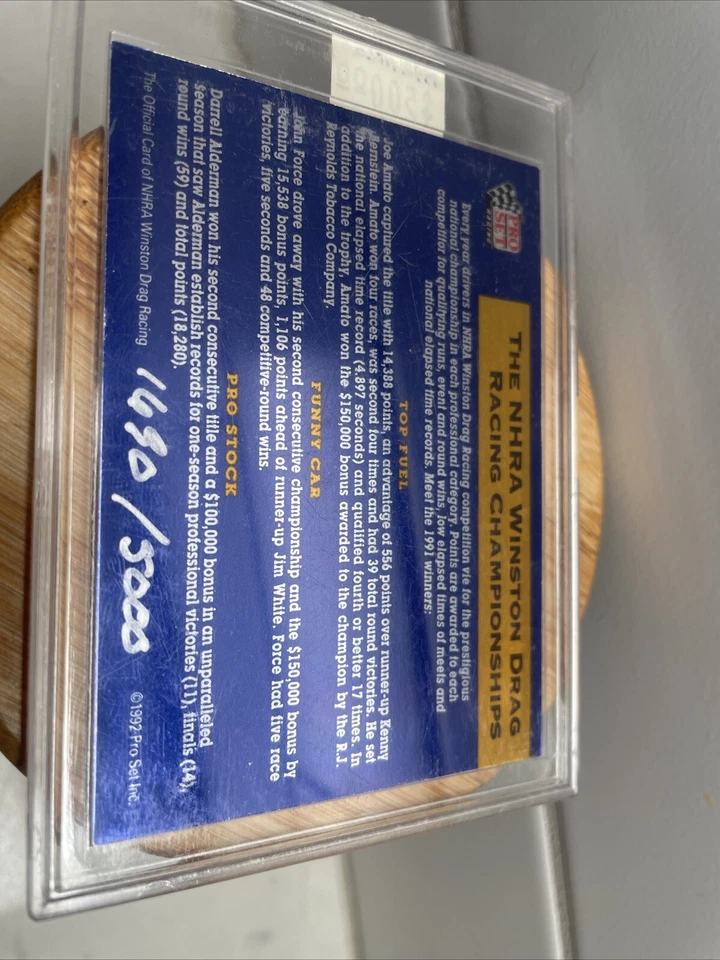 PRO
SET
THE NHRA WINSTON DRAG
RACING CHAMPIONSHIPS
Every year drivers in NHRA Winston Drag Racing competition vie for the prestigious
national championship in each professional category. Points are awarded to each
competitor for qualifying runs, event and round wins, low elapsed times of meets and
national elapsed time records. Meet the 1991 winners:
TOP FUEL
Joe Amato captured the title with 14,388 points, an advantage of 556 points over runner-up Kenny
Bernstein. Amato won four races, was second four times and had 39 total round victories. He set
the national elapsed time record (4.897 seconds) and qualified fourth or better 17 times. In
addition to the trophy, Amato won the $150,000 bonus awarded to the champion by the R.J.
Reynolds Tobacco Company.
FUNNY CAR
John Force drove away with his second consecutive championship and the $150,000 bonus by
earning 15,538 bonus points, 1,106 points ahead of runner-up Jim White. Force had five race
victories, five seconds and 48 competitive-round wins.
PRO STOCK
Darrell Alderman won his second consecutive title and a $100,000 bonus in an unparalleled
season that saw Alderman establish records for one-season professional victories (11), finals (14),
round wins (59) and total points (18,280).
The Official Card of NHRA Winston Drag Racing
1690/5000
©1992 Pro Set Inc.